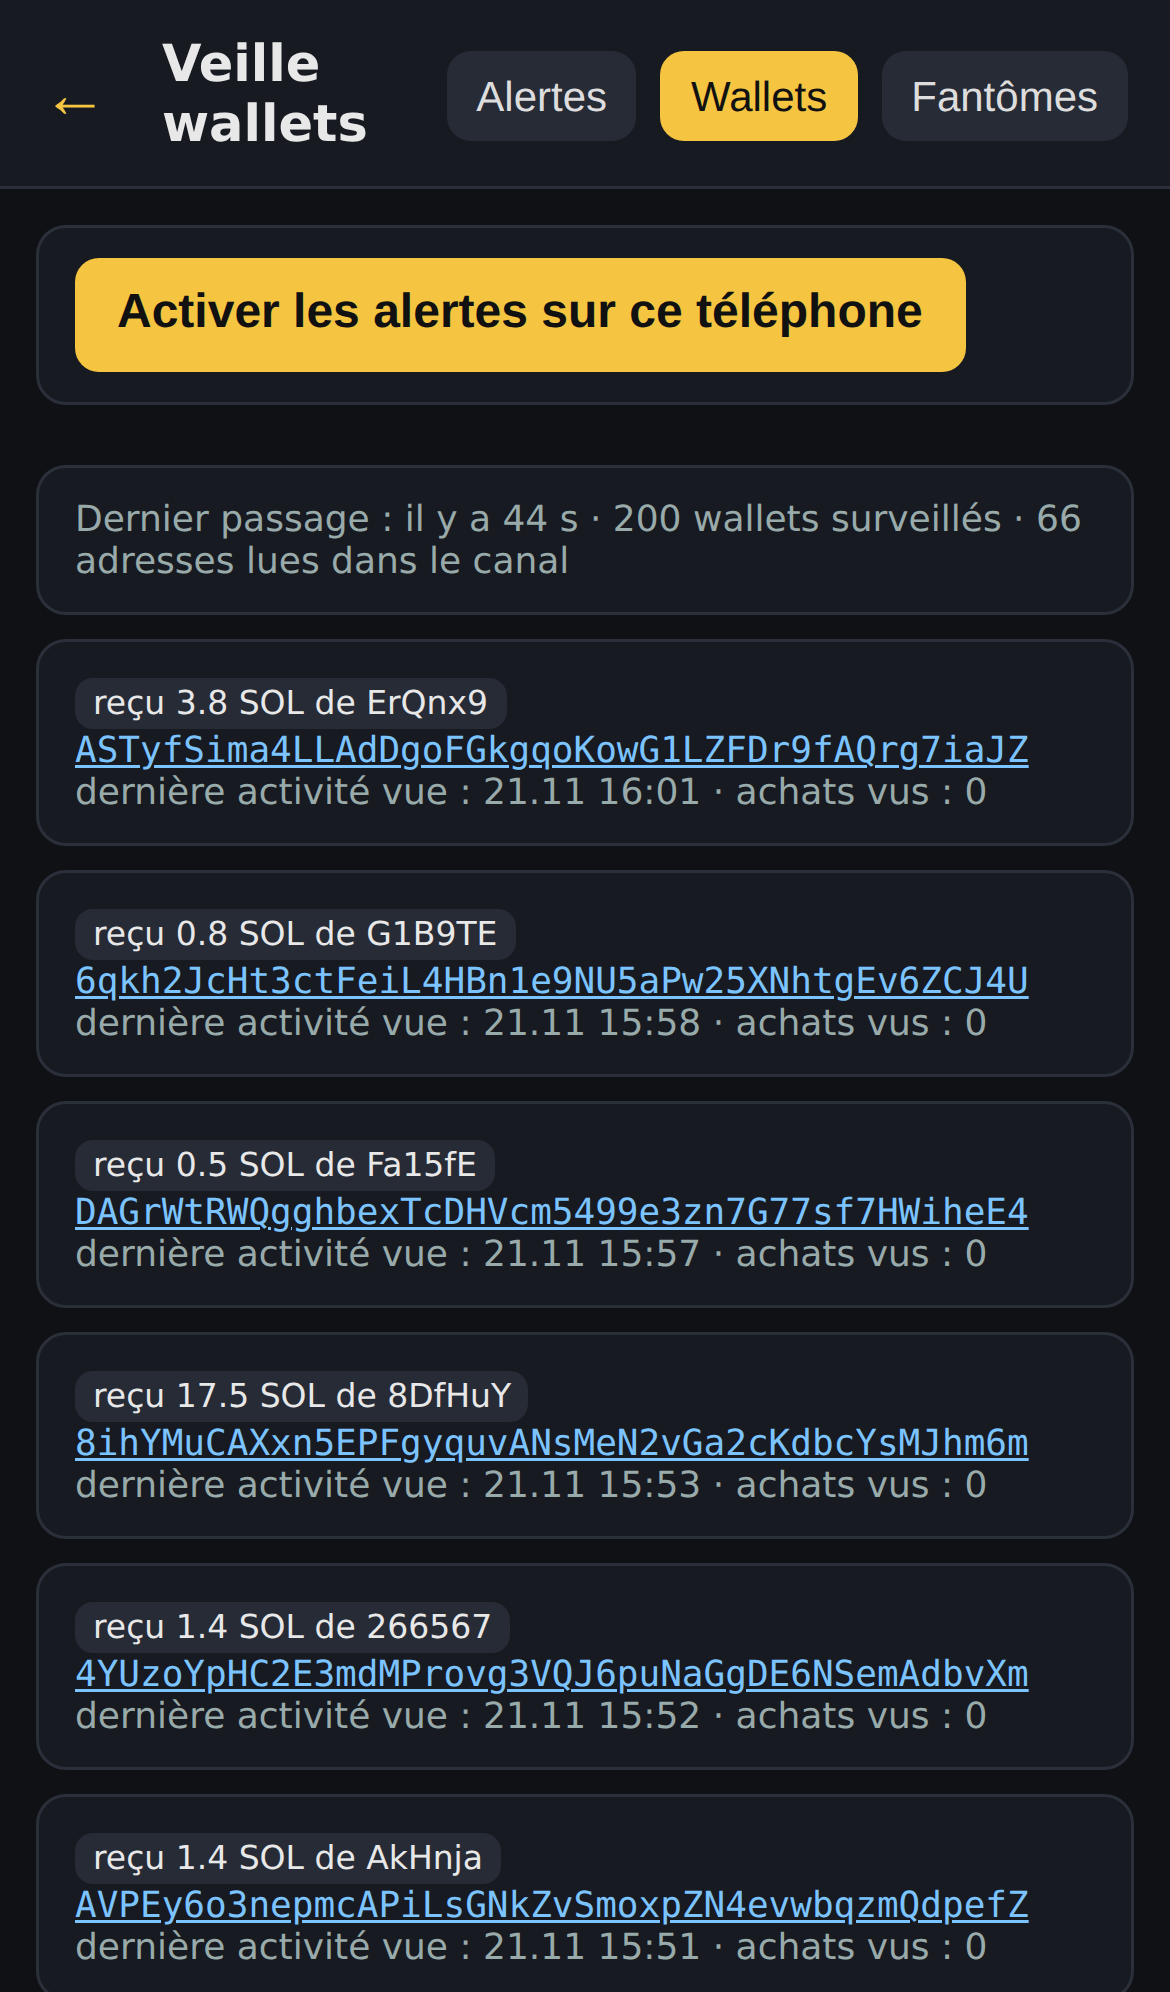 ←
Veille
wallets
Alertes
Wallets
Fantômes
Activer les alertes sur ce téléphone
Dernier passage : il y a 44 s · 200 wallets surveillés · 66
adresses lues dans le canal
reçu 3.8 SOL de ErQnx9
ASTyfSima4LLAdDgoFGkgqoKowG1LZFDr9fAQrg7iaJZ
dernière activité vue : 21.11 16:01 · achats vus : 0
reçu 0.8 SOL de G1B9TE
6qkh2JcHt3ctFeiL4HBn1e9NU5aPw25XNhtgEv6ZCJ4U
dernière activité vue : 21.11 15:58 · achats vus : 0
reçu 0.5 SOL de Fa15fE
DAGrWtRWQgghbexTcDHVcm5499e3zn7G77sf7HWiheE4
dernière activité vue : 21.11 15:57 · achats vus : 0
reçu 17.5 SOL de 8DfHuY
8ihYMuCAXxn5EPFgyquvANsMeN2vGa2cKdbcYsMJhm6m
dernière activité vue : 21.11 15:53 · achats vus : 0
reçu 1.4 SOL de 266567
4YUzoYpHC2E3mdMProvg3VQJ6puNaGgDE6NSemAdbvXm
dernière activité vue : 21.11 15:52 · achats vus : 0
reçu 1.4 SOL de AkHnja
AVPEy6o3nepmcAPiLsGNkZvSmoxpZN4evwbqzmQdpefZ
dernière activité vue : 21.11 15:51 · achats vus : 0